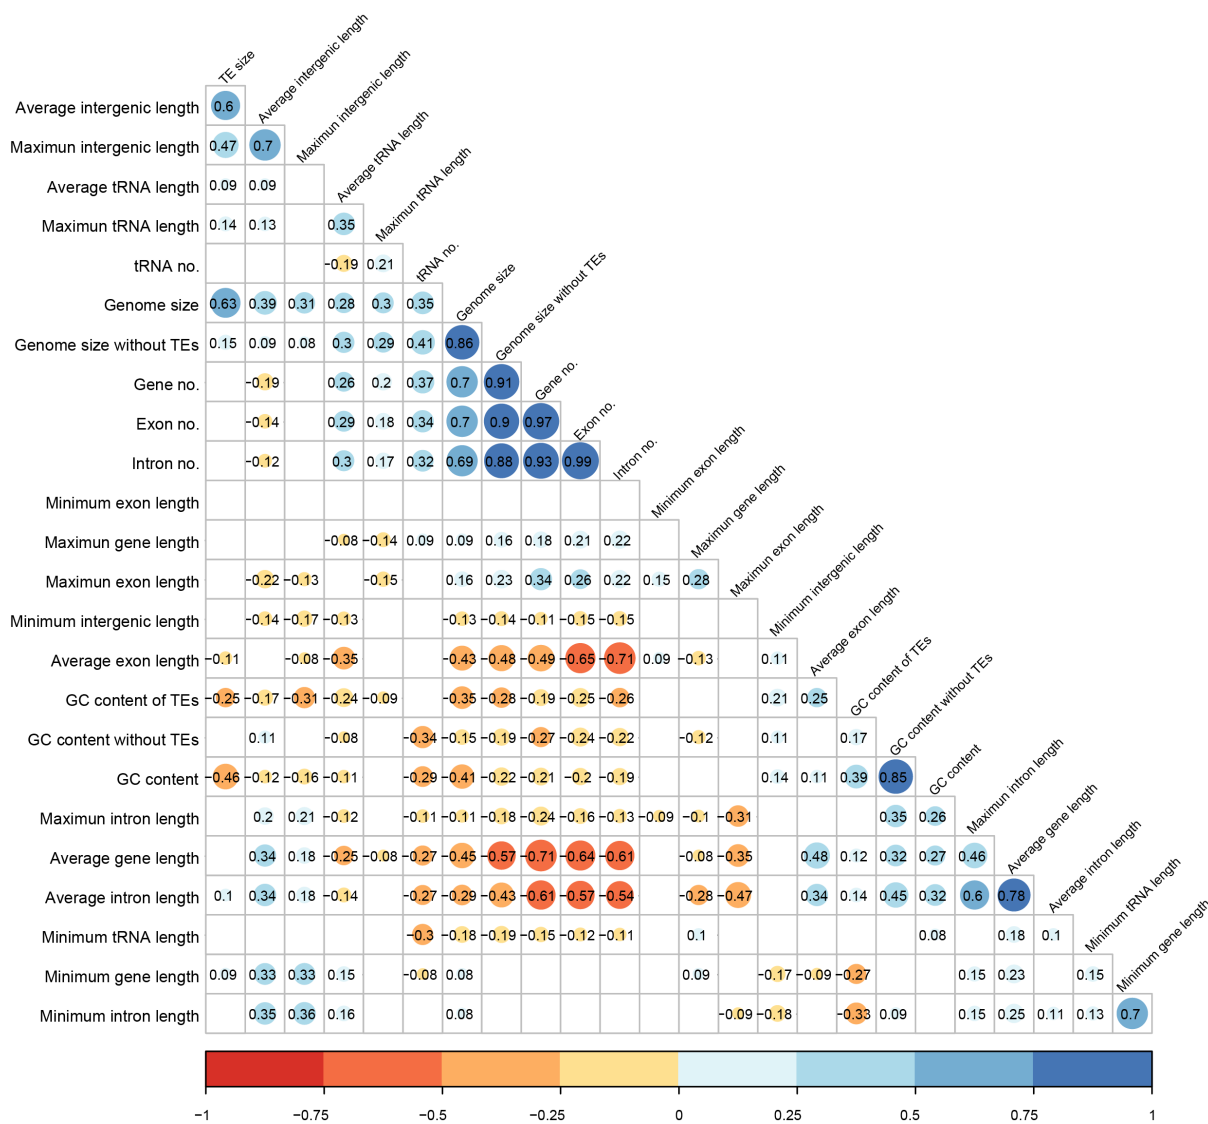 TE size
Average intergenic length
Maximun intergenic length
Average tRNA length
Maximun tRNA length
tRNA no.
Genome size
Genome size without TEs
Gene no.
Exon no.
Intron no.
Minimum exon length
Maximun gene length
Maximun exon length
Minimum intergenic length
Average exon length
GC content of TEs
GC content without TEs
GC content
Maximun intron length
Average gene length
Average intron length
Minimum tRNA length
Minimum gene length
Average intergenic length 0.6
Maximun intergenic length 0.47 0.7
Average tRNA length 0.09 0.09
Maximun tRNA length 0.14 0.13 0.35
tRNA no. −0.19 0.21
Genome size 0.63 0.39 0.31 0.28 0.3 0.35
Genome size without TEs 0.15 0.09 0.08 0.3 0.29 0.41 0.86
Gene no. −0.19 0.26 0.2 0.37 0.7 0.91
Exon no. −0.14 0.29 0.18 0.34 0.7 0.9 0.97
Intron no. −0.12 0.3 0.17 0.32 0.69 0.88 0.93 0.99
Minimum exon length
Maximun gene length −0.08 −0.14 0.09 0.09 0.16 0.18 0.21 0.22
Maximun exon length −0.22 −0.13 −0.15 0.16 0.23 0.34 0.26 0.22 0.15 0.28
Minimum intergenic length −0.14 −0.17 −0.13 −0.13 −0.14 −0.11 −0.15 −0.15
Average exon length −0.11 −0.08 −0.35 −0.43 −0.48 −0.49 −0.65 −0.71 0.09 −0.13 0.11
GC content of TEs −0.25 −0.17 −0.31 −0.24 −0.09 −0.35 −0.28 −0.19 −0.25 −0.26 0.21 0.25
GC content without TEs 0.11 −0.08 −0.34 −0.15 −0.19 −0.27 −0.24 −0.22 −0.12 0.11 0.17
GC content −0.46 −0.12 −0.16 −0.11 −0.29 −0.41 −0.22 −0.21 −0.2 −0.19 0.14 0.11 0.39 0.85
Maximun intron length 0.2 0.21 −0.12 −0.11 −0.11 −0.18 −0.24 −0.16 −0.13 −0.09 −0.1 −0.31 0.35 0.26
Average gene length 0.34 0.18 −0.25 −0.08 −0.27 −0.45 −0.57 −0.71 −0.64 −0.61 −0.08 −0.35 0.48 0.12 0.32 0.27 0.46
Average intron length 0.1 0.34 0.18 −0.14 −0.27 −0.29 −0.43 −0.61 −0.57 −0.54 −0.28 −0.47 0.34 0.14 0.45 0.32 0.6 0.78
Minimum tRNA length −0.3 −0.18 −0.19 −0.15 −0.12 −0.11 0.1 0.08 0.18 0.1
Minimum gene length 0.09 0.33 0.33 0.15 −0.08 0.08 0.09 −0.17 −0.09 −0.27 0.15 0.23 0.15
Minimum intron length 0.35 0.36 0.16 0.08 −0.09 −0.18 −0.33 0.09 0.15 0.25 0.11 0.13 0.7
−1 −0.75 −0.5 −0.25 0 0.25 0.5 0.75 1